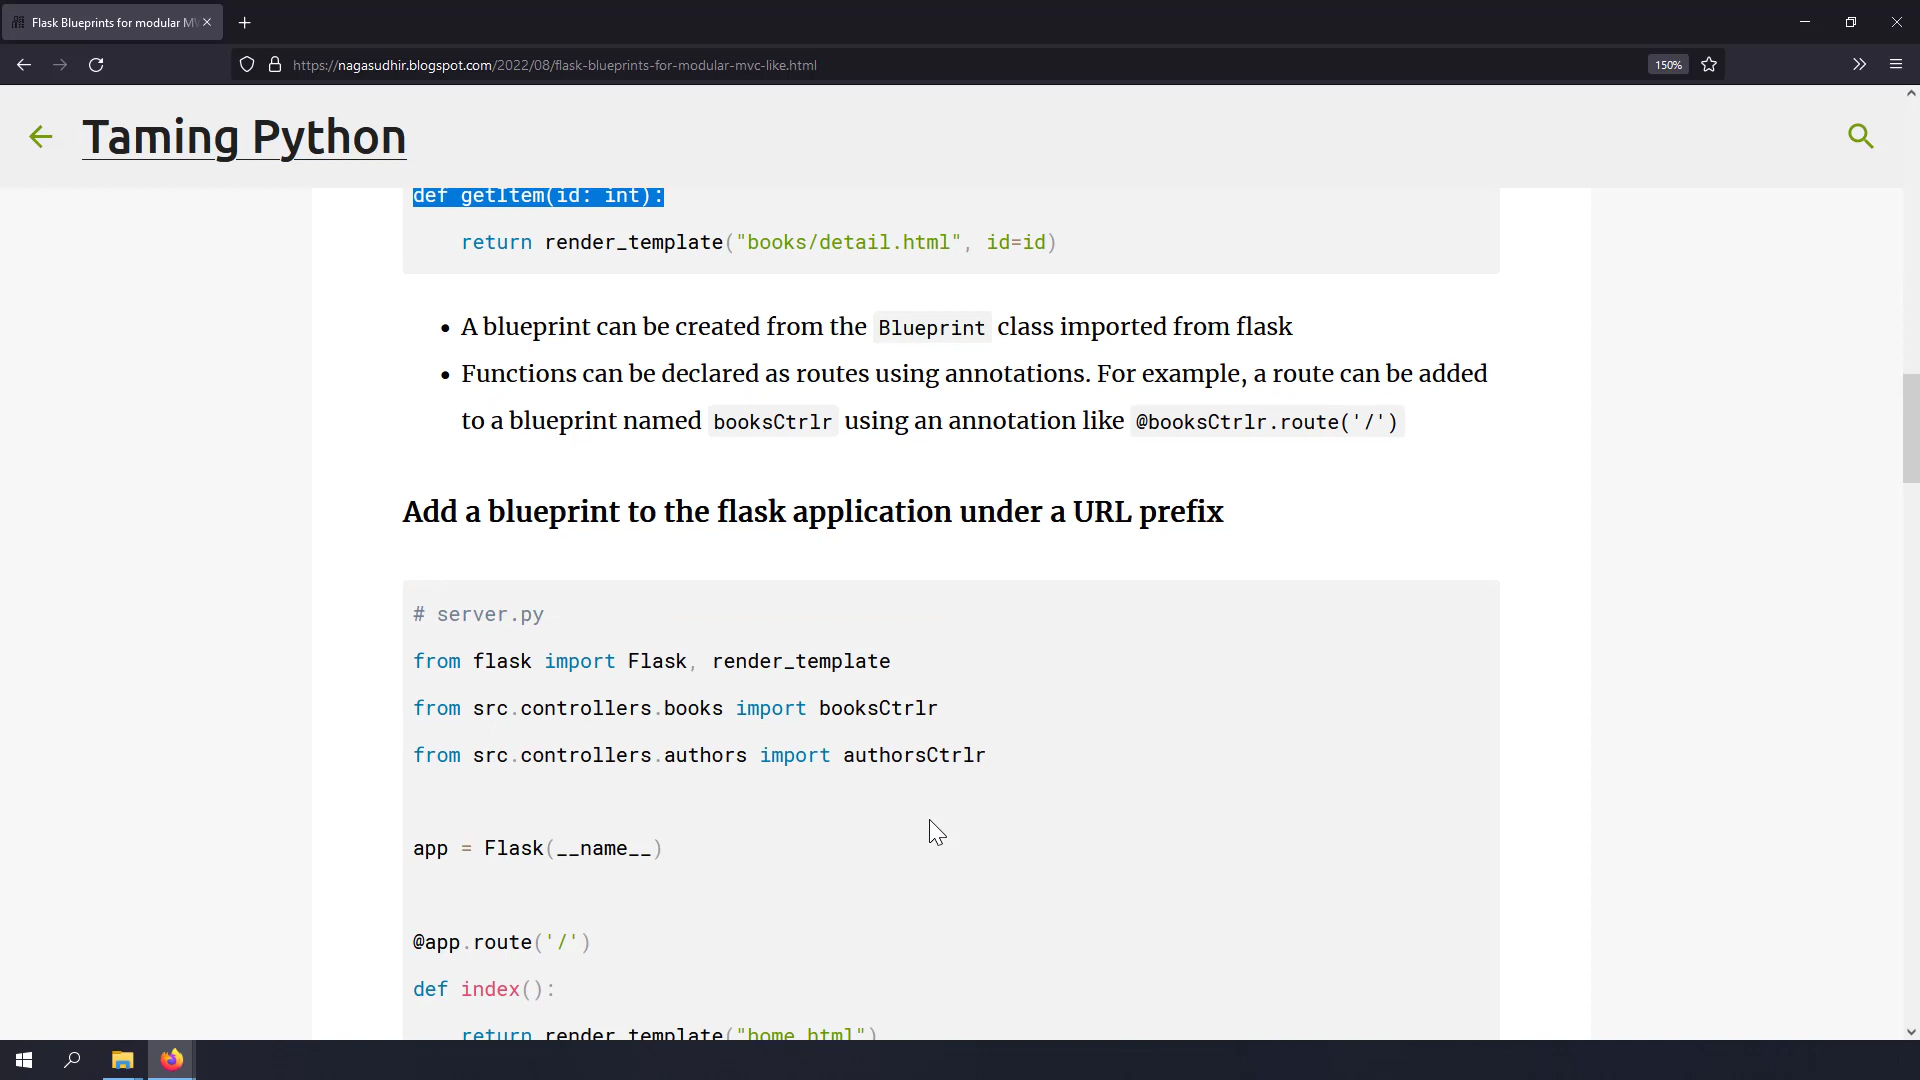 Flask Blueprints for modular MV
https://nagasudhir.blogspot.com/2022/08/flask-blueprints-for-modular-mvc-like.html
150%
Taming Python
def getItem(id: int):
return render_template("books/detail.html", id=id)
• A blueprint can be created from the Blueprint class imported from flask
• Functions can be declared as routes using annotations. For example, a route can be added
to a blueprint named booksCtrlr using an annotation like @booksCtrlr.route('/')
Add a blueprint to the flask application under a URL prefix
# server.py
from flask import Flask, render_template
from src.controllers.books import booksCtrlr
from src.controllers.authors import authorsCtrlr
app = Flask(__name__)
@app.route('/')
def index():
return render_template("home.html")